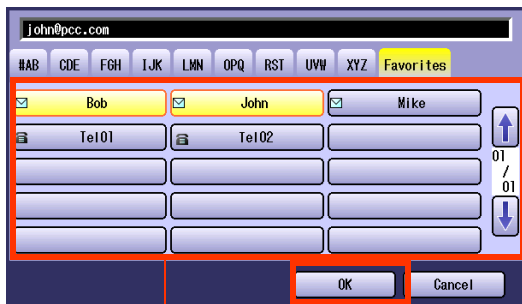 john@pcc.com
#AB CDE FGH IJK LMN OPQ RST UVW XYZ Favorites
Bob John Mike
Tel01 Tel02
01
/
01
OK Cancel